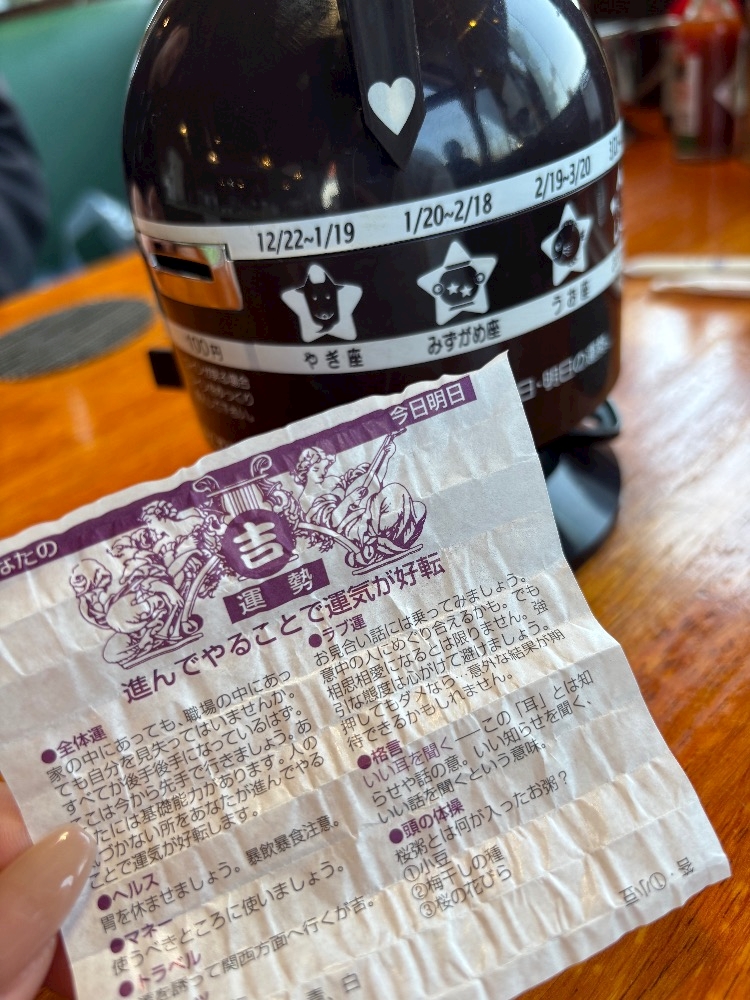 12/22~1/19
1/20~2/18
2/19~3/20
100円
やぎ座
みずがめ座
うお座
日・明日の運勢
なたの
今日明日
吉
運勢
進んでやることで運気が好転
●全体運
家の中にあっても、職場の中にあっ
ても自分を見失ってはいませんか。
すべてが後手後手になっているはず。
ここは今から先手で行きましょう。あ
なたには基礎能力があります。人の
気づかない所をあなたが進んでやる
ことで運気が好転します。
●ヘルス
胃を休ませましょう。暴飲暴食注意。
●マネー
使うべきところに使いましょう。
●トラベル
を誘って関西方面へ行くが吉。
青、白
●ラブ運
お見合い話には乗ってみましょう。
意中の人にめぐり合えるかも。でも
相思相愛になるとは限りません。強
引な態度は心がけて避けましょう。
押してもダメなら…意外な結果が期
待できるかもしれません。
●格言
いい耳を聞く――この「耳」とは知
らせや話の意。いい知らせを聞く、
いい話を聞くという意味。
●頭の体操
桜粥とは何が入ったお粥？
①小豆
②梅干しの種
③桜の花びら
答・①小豆